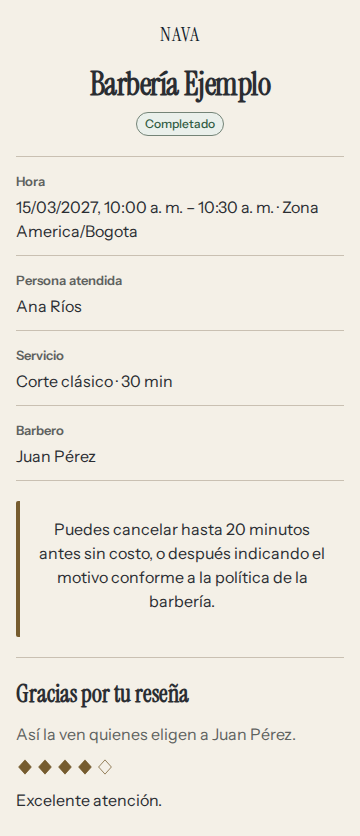 NAVA
Barbería Ejemplo
Completado
Hora
15/03/2027, 10:00 a. m. – 10:30 a. m. · Zona
America/Bogota
Persona atendida
Ana Ríos
Servicio
Corte clásico · 30 min
Barbero
Juan Pérez
Puedes cancelar hasta 20 minutos
antes sin costo, o después indicando el
motivo conforme a la política de la
barbería.
Gracias por tu reseña
Así la ven quienes eligen a Juan Pérez.
Excelente atención.